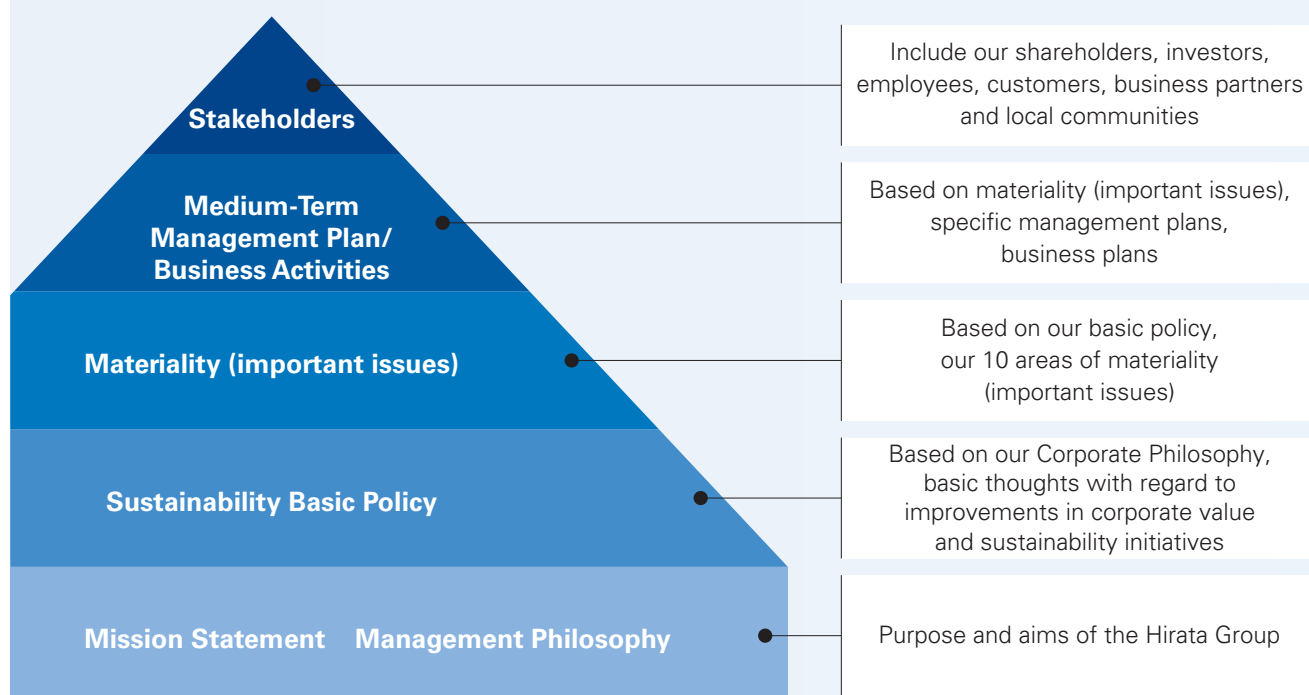 Stakeholders
Include our shareholders, investors,
employees, customers, business partners
and local communities
Medium-Term
Management Plan/
Business Activities
Based on materiality (important issues),
specific management plans,
business plans
Materiality (important issues)
Based on our basic policy,
our 10 areas of materiality
(important issues)
Sustainability Basic Policy
Based on our Corporate Philosophy,
basic thoughts with regard to
improvements in corporate value
and sustainability initiatives
Mission Statement Management Philosophy
Purpose and aims of the Hirata Group